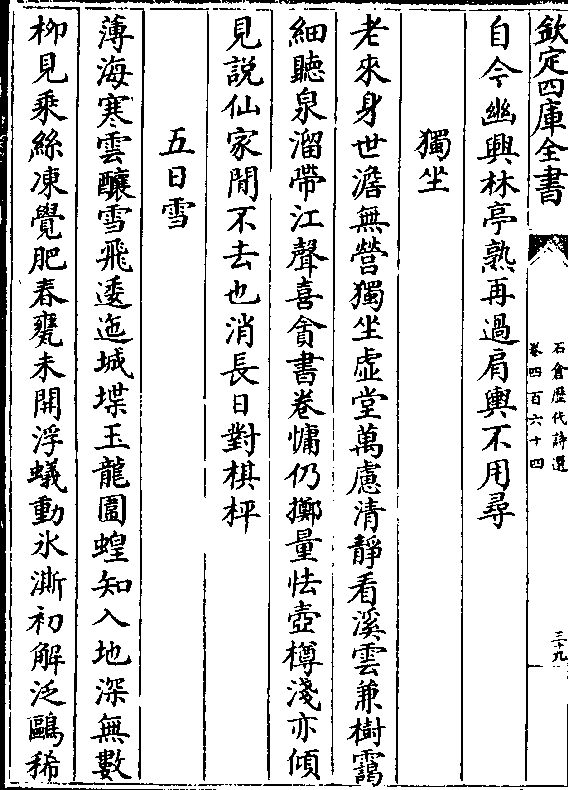 欽定四庫全書
石倉歷代詩選
卷四百六十四
三十九
自今幽興林亭熟再過肩輿不用尋
獨坐
老來身世澹無營獨坐虛堂萬慮清靜看溪雲兼樹靄
細聽泉溜帶江聲喜㑹書卷慵仍擲量怯壺樽淺亦傾
見説仙家閒不去也消長日對棋枰
五日雪
薄海寒雲釀雪飛逶迤城堞玉龍圍蝗知入地深無數
柳見乘絲凍覺肥春甕未開浮蟻動氷澌初解泛鷗稀